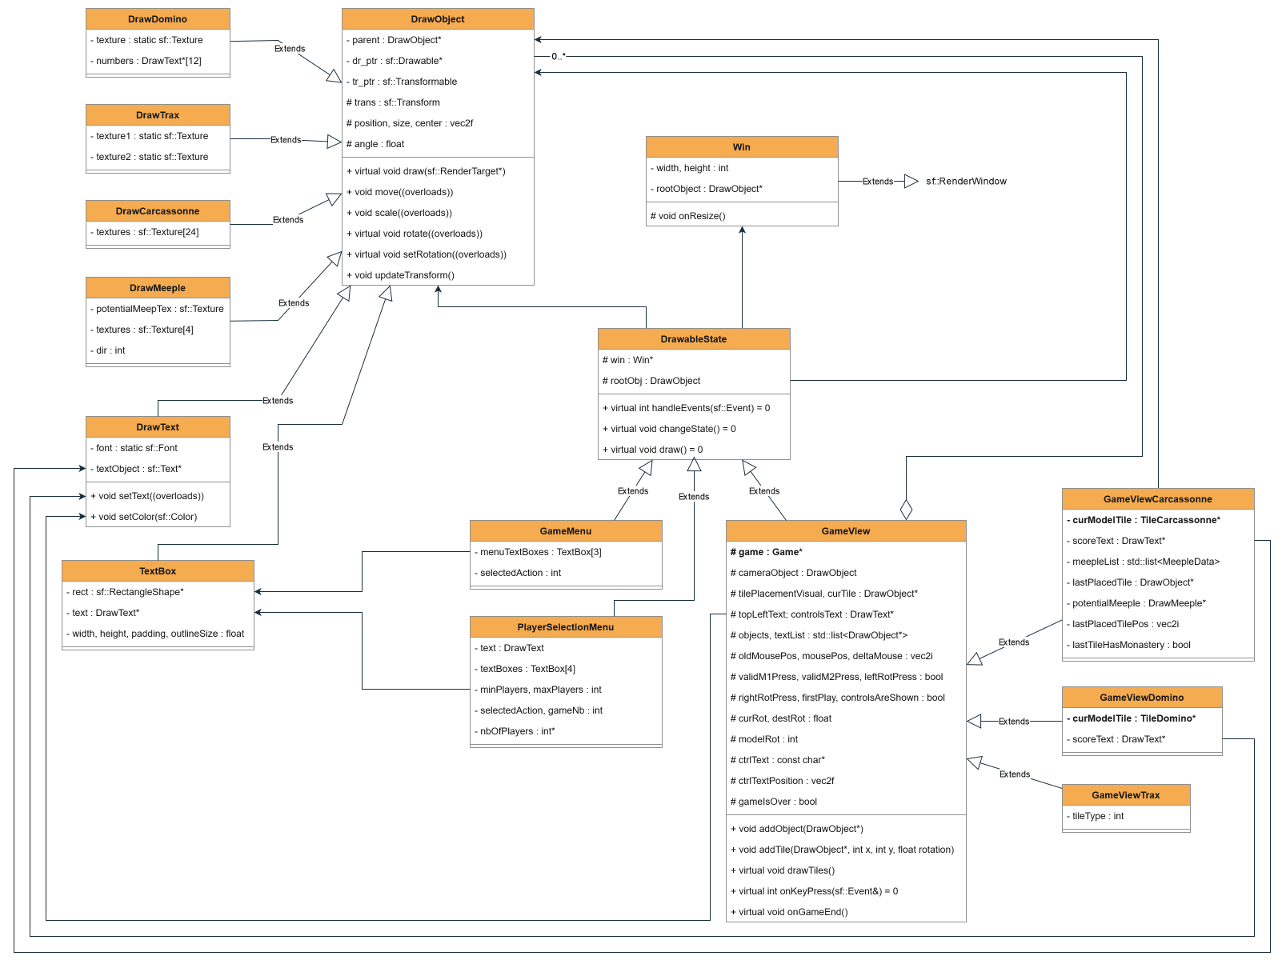 DrawDomino
- texture : static sf::Texture
- numbers : DrawText*[12]
Extends
DrawTrax
- texture1 : static sf::Texture
- texture2 : static sf::Texture
Extends
DrawCarcassonne
- textures : sf::Texture[24]
Extends
DrawMeeple
- potentialMeepTex : sf::Texture
- textures : sf::Texture[4]
- dir : int
Extends
DrawObject
- parent : DrawObject*
- dr_ptr : sf::Drawable*
- tr_ptr : sf::Transformable
# trans : sf::Transform
# position, size, center : vec2f
# angle : float
+ virtual void draw(sf::RenderTarget*)
+ void move((overloads))
+ void scale((overloads))
+ virtual void rotate((overloads))
+ virtual void setRotation((overloads))
+ void updateTransform()
0..*
Win
- width, height : int
- rootObject : DrawObject*
# void onResize()
Extends
sf::RenderWindow
DrawableState
# win : Win*
# rootObj : DrawObject
+ virtual int handleEvents(sf::Event) = 0
+ virtual void changeState() = 0
+ virtual void draw() = 0
Extends
DrawText
- font : static sf::Font
- textObject : sf::Text*
+ void setText((overloads))
+ void setColor(sf::Color)
Extends
TextBox
- rect : sf::RectangleShape*
- text : DrawText*
- width, height, padding, outlineSize : float
Extends
Extends
Extends
GameMenu
- menuTextBoxes : TextBox[3]
- selectedAction : int
PlayerSelectionMenu
- text : DrawText
- textBoxes : TextBox[4]
- minPlayers, maxPlayers : int
- selectedAction, gameNb : int
- nbOfPlayers : int*
GameView
# game : Game*
# cameraObject : DrawObject
# tilePlacementVisual, curTile : DrawObject*
# topLeftText; controlsText : DrawText*
# objects, textList : std::list<DrawObject*>
# oldMousePos, mousePos, deltaMouse : vec2i
# validM1Press, validM2Press, leftRotPress : bool
# rightRotPress, firstPlay, controlsAreShown : bool
# curRot, destRot : float
# modelRot : int
# ctrlText : const char*
# ctrlTextPosition : vec2f
# gameIsOver : bool
+ void addObject(DrawObject*)
+ void addTile(DrawObject*, int x, int y, float rotation)
+ virtual void drawTiles()
+ virtual int onKeyPress(sf::Event&) = 0
+ virtual void onGameEnd()
GameViewCarcassonne
- curModelTile : TileCarcassonne*
- scoreText : DrawText*
- meepleList : std::list<MeepleData>
- lastPlacedTile : DrawObject*
- potentialMeeple : DrawMeeple*
- lastPlacedTilePos : vec2i
- lastTileHasMonastery : bool
Extends
GameViewDomino
- curModelTile : TileDomino*
- scoreText : DrawText*
Extends
GameViewTrax
- tileType : int
Extends